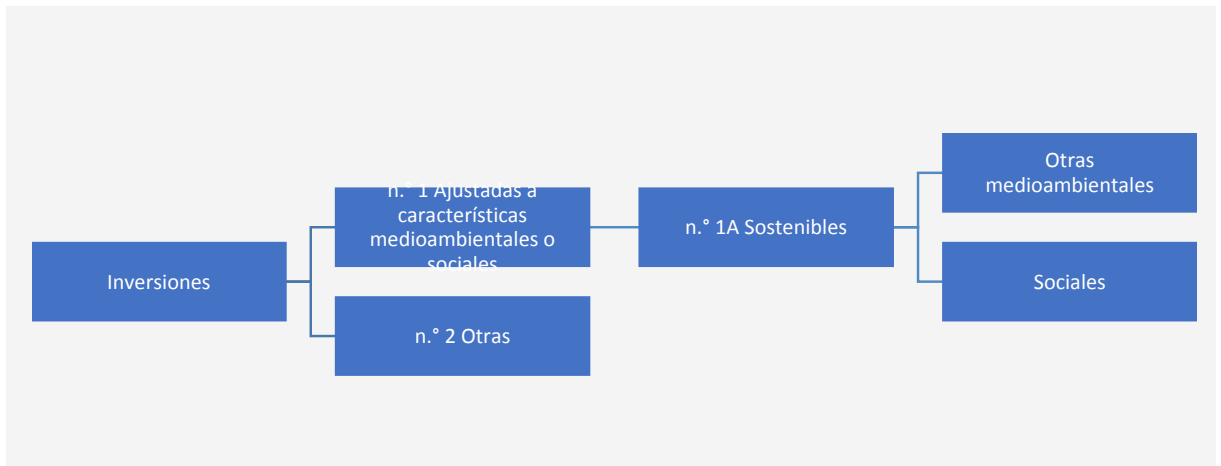 Inversiones
n.° 1 Ajustadas a
características
medioambientales o
sociales
n.° 2 Otras
n.° 1A Sostenibles
Otras
medioambientales
Sociales